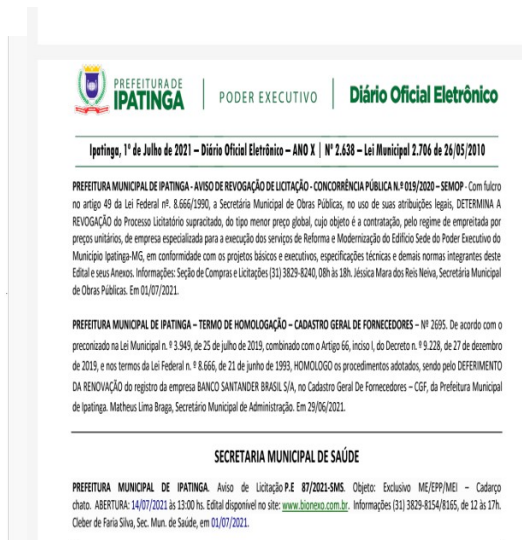 PREFEITURA DE
IPATINGA
PODER EXECUTIVO
Diário Oficial Eletrônico
Ipatinga, 1º de Julho de 2021 – Diário Oficial Eletrônico – ANO X | Nº 2.638 – Lei Municipal 2.706 de 26/05/2010
PREFEITURA MUNICIPAL DE IPATINGA - AVISO DE REVOGAÇÃO DE LICITAÇÃO - CONCORRÊNCIA PÚBLICA N.º 019/2020 – SEMOP - Com fulcro
no artigo 49 da Lei Federal nº. 8.666/1990, a Secretária Municipal de Obras Públicas, no uso de suas atribuições legais, DETERMINA A
REVOGAÇÃO do Processo Licitatório supracitado, do tipo menor preço global, cujo objeto é a contratação, pelo regime de empreitada por
preços unitários, de empresa especializada para a execução dos serviços de Reforma e Modernização do Edifício Sede do Poder Executivo do
Município Ipatinga-MG, em conformidade com os projetos básicos e executivos, especificações técnicas e demais normas integrantes deste
Edital e seus Anexos. Informações: Seção de Compras e Licitações (31) 3829-8240, 08h às 18h. Jéssica Mara dos Reis Neiva, Secretária Municipal
de Obras Públicas. Em 01/07/2021.
PREFEITURA MUNICIPAL DE IPATINGA – TERMO DE HOMOLOGAÇÃO – CADASTRO GERAL DE FORNECEDORES – Nº 2695. De acordo com o
preconizado na Lei Municipal n. º 3.949, de 25 de julho de 2019, combinado com o Artigo 66, inciso I, do Decreto n. º 9.228, de 27 de dezembro
de 2019, e nos termos da Lei Federal n. º 8.666, de 21 de junho de 1993, HOMOLOGO os procedimentos adotados, sendo pelo DEFERIMENTO
DA RENOVAÇÃO do registro da empresa BANCO SANTANDER BRASIL S/A, no Cadastro Geral De Fornecedores – CGF, da Prefeitura Municipal
de Ipatinga. Matheus Lima Braga, Secretário Municipal de Administração. Em 29/06/2021.
SECRETARIA MUNICIPAL DE SAÚDE
PREFEITURA MUNICIPAL DE IPATINGA. Aviso de Licitação P.E 87/2021-SMS. Objeto: Exclusivo ME/EPP/MEI – Cadarço
chato. ABERTURA: 14/07/2021 às 13:00 hs. Edital disponível no site: www.bionexo.com.br. Informações (31) 3829-8154/8165, de 12 às 17h.
Cleber de Faria Silva, Sec. Mun. de Saúde, em 01/07/2021.